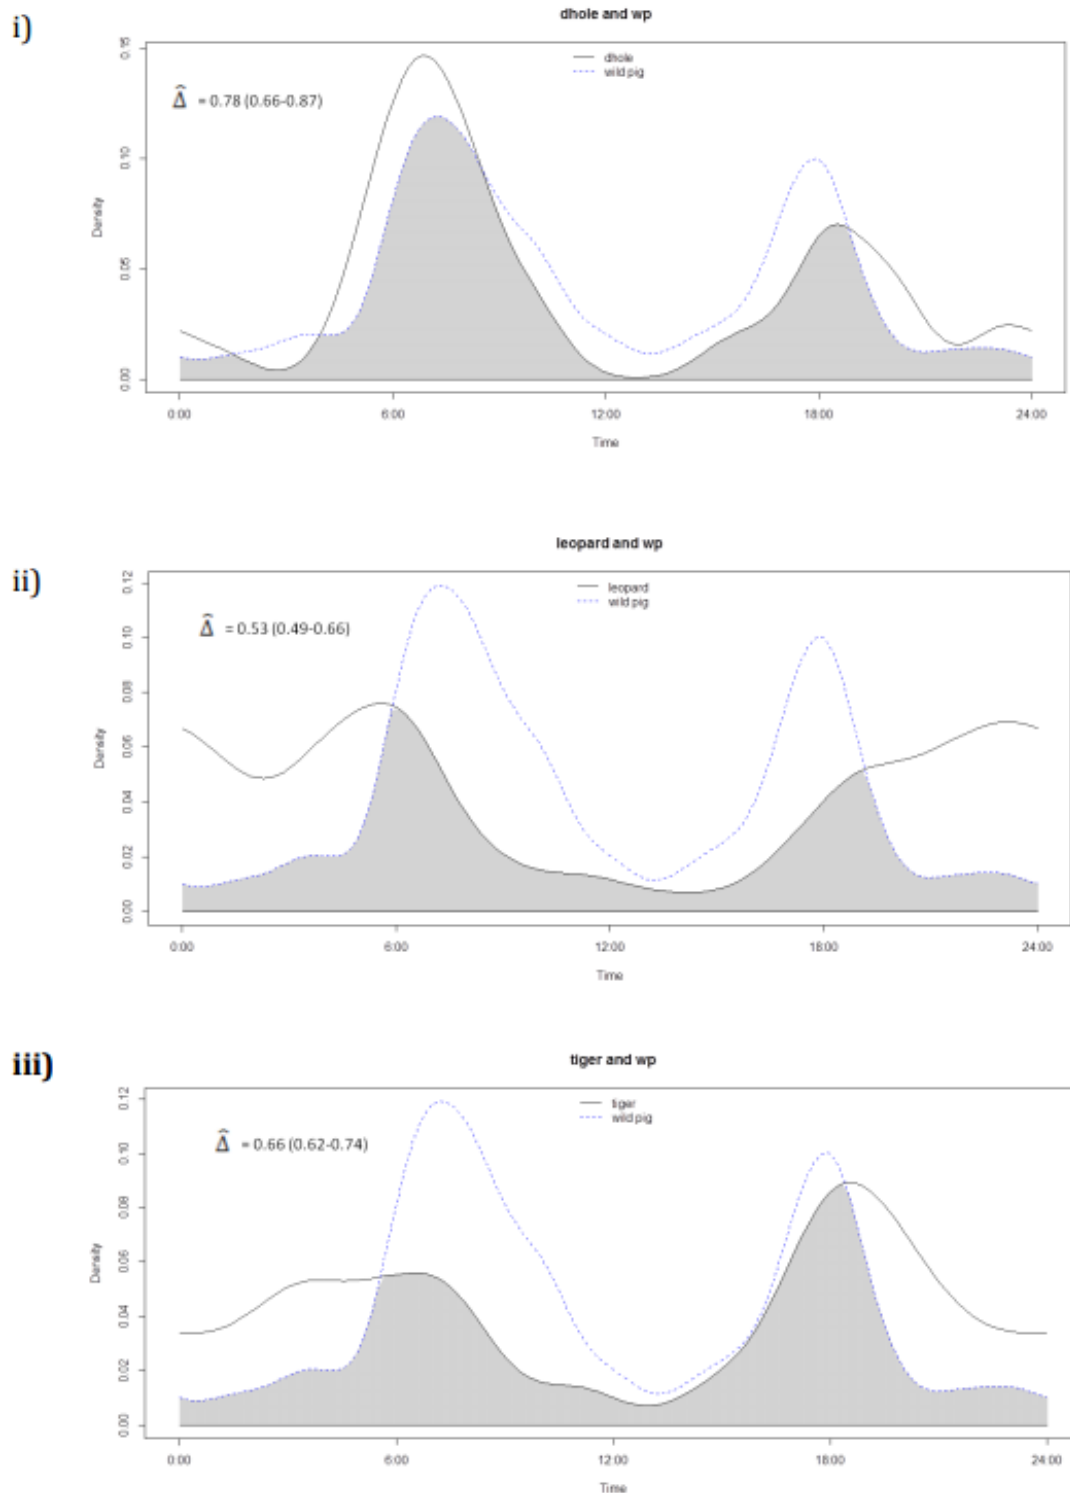 i)
dhole and wp
dhole
wild pig
Δ̂ = 0.78 (0.66-0.87)
0.15
0.10
0.05
0.00
Density
0:00 6:00 12:00 18:00 24:00
Time
ii)
leopard and wp
leopard
wild pig
Δ̂ = 0.53 (0.49-0.66)
0.12
0.10
0.08
0.06
0.04
0.02
0.00
Density
0:00 6:00 12:00 18:00 24:00
Time
iii)
tiger and wp
tiger
wild pig
Δ̂ = 0.66 (0.62-0.74)
0.12
0.10
0.08
0.06
0.04
0.02
0.00
Density
0:00 6:00 12:00 18:00 24:00
Time